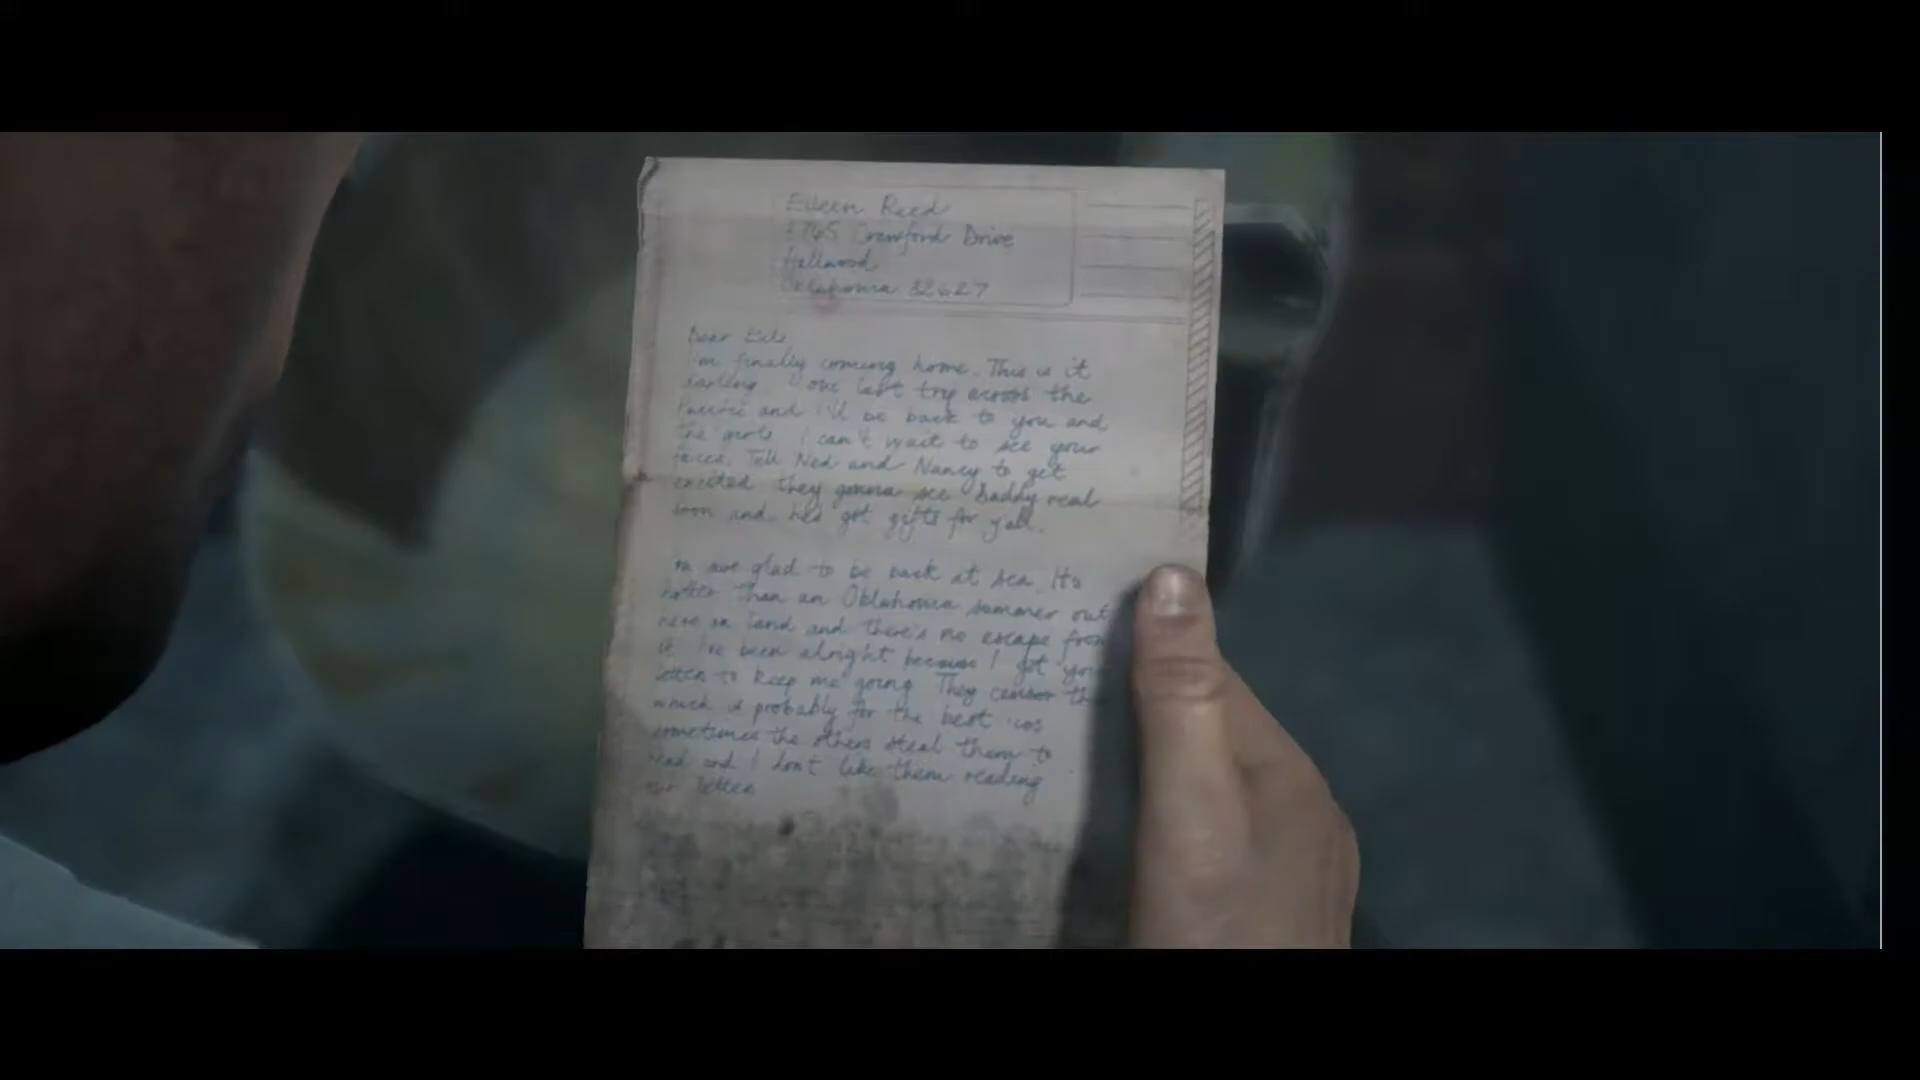 Eileen Reed
Crawford Drive
Hallwood
Oklahoma 82627
Dear Eile
I'm finally coming home. This is it
darling one last trip across the
Pacific and I'll be back to you and
the girls I can't wait to see your
faces. Tell Ned and Nancy to get
excited they gonna see Daddy real
soon and he's got gifts for y'all.
glad to be back at sea. It's
hotter than an Oklahoma summer out
here on land and there's no escape from
it I've been alright because I got your
letters to keep me going They censor
which is probably for the best 'cos
sometimes the others steal them to
read and I don't like them reading
our letters